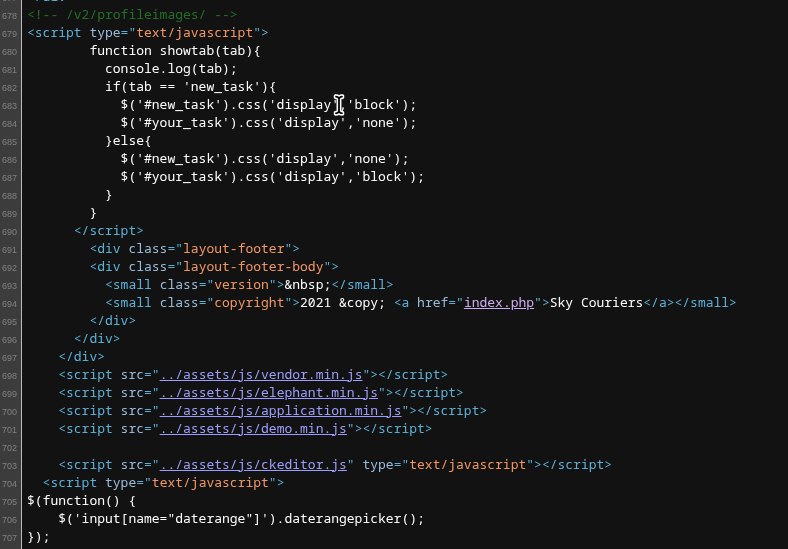 678 <!-- /v2/profileimages/ -->
679 <script type="text/javascript">
680 function showtab(tab){
681 console.log(tab);
682 if(tab == 'new_task'){
683 $('#new_task').css('display','block');
684 $('#your_task').css('display','none');
685 }else{
686 $('#new_task').css('display','none');
687 $('#your_task').css('display','block');
688 }
689 }
690 </script>
691 <div class="layout-footer">
692 <div class="layout-footer-body">
693 <small class="version">&nbsp;</small>
694 <small class="copyright">2021 &copy; <a href="index.php">Sky Couriers</a></small>
695 </div>
696 </div>
697 </div>
698 <script src="../assets/js/vendor.min.js"></script>
699 <script src="../assets/js/elephant.min.js"></script>
700 <script src="../assets/js/application.min.js"></script>
701 <script src="../assets/js/demo.min.js"></script>
702
703 <script src="../assets/js/ckeditor.js" type="text/javascript"></script>
704 <script type="text/javascript">
705 $(function() {
706 $('input[name="daterange"]').daterangepicker();
707 });